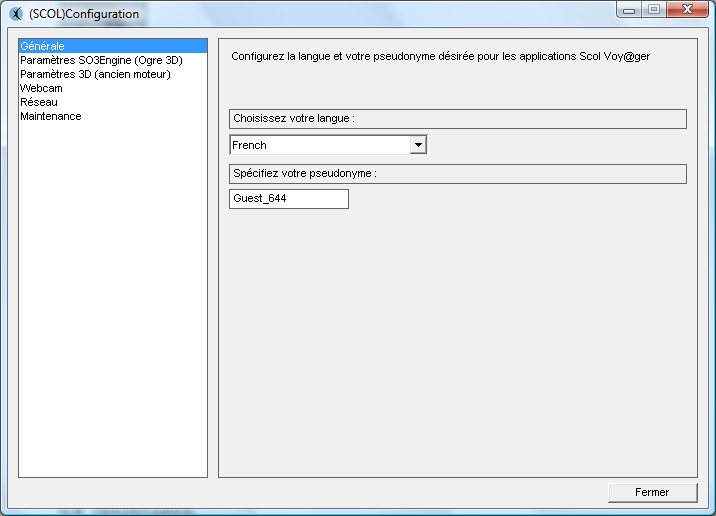 (SCOL)Configuration
Générale
Paramètres SO3Engine (Ogre 3D)
Paramètres 3D (ancien moteur)
Webcam
Réseau
Maintenance
Configurez la langue et votre pseudonyme désirée pour les applications Scol Voy@ger
Choisissez votre langue :
French
Spécifiez votre pseudonyme :
Guest_644
Fermer